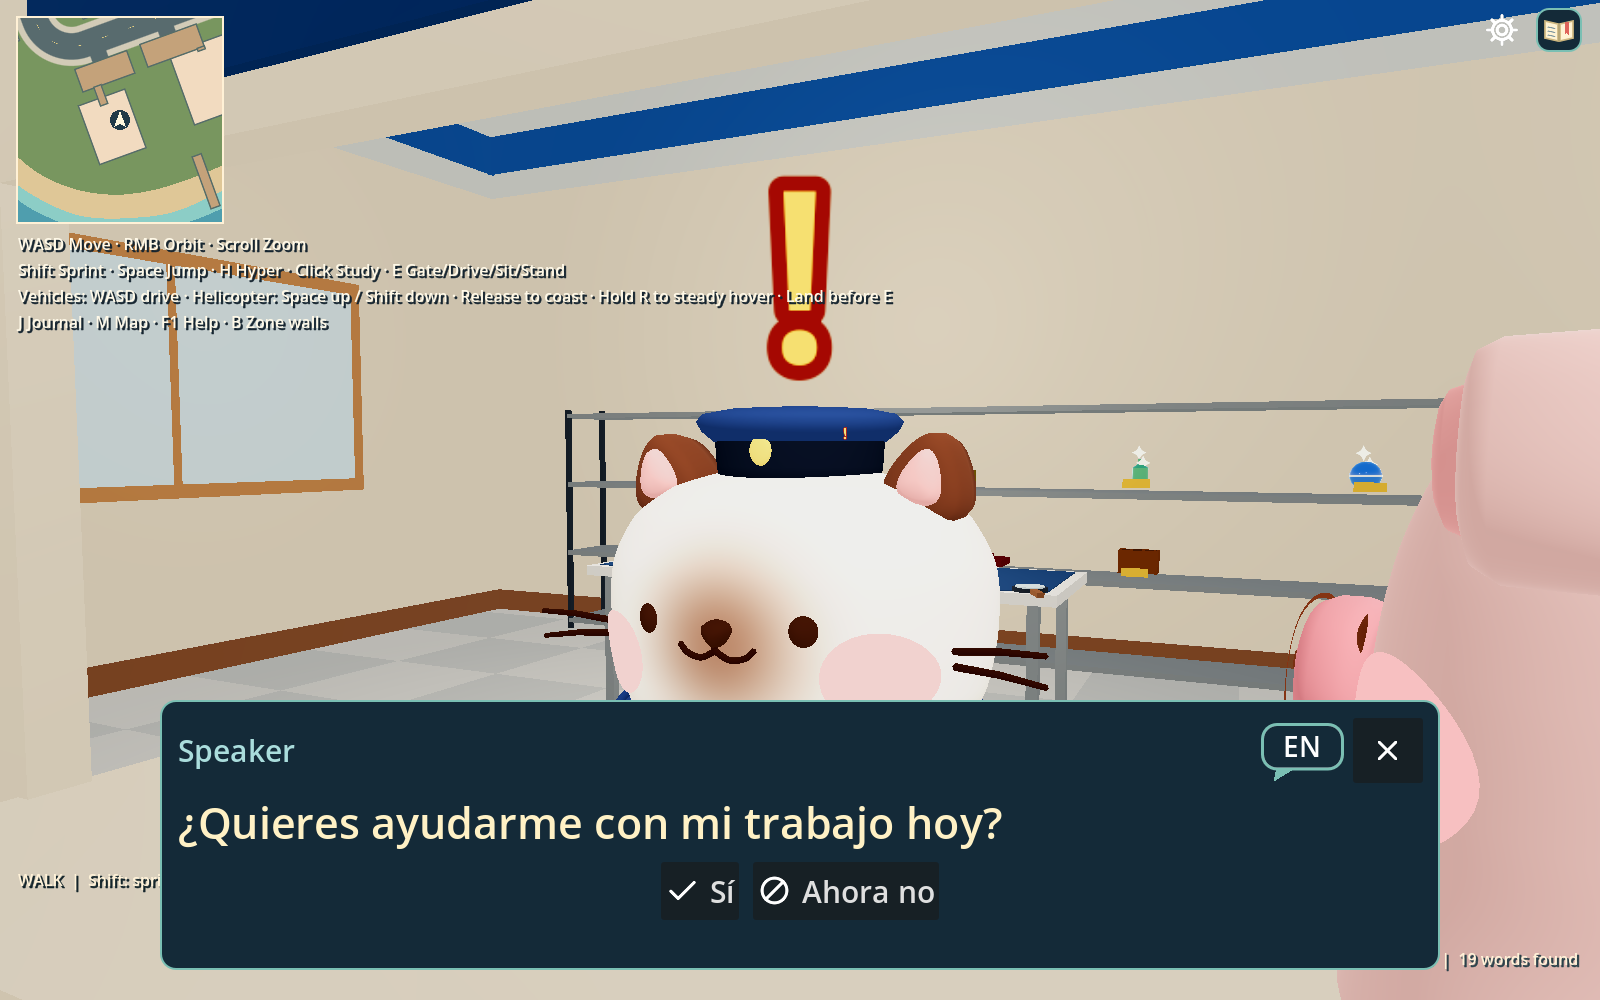 WASD Move · RMB Orbit · Scroll Zoom
Shift Sprint · Space Jump · H Hyper · Click Study · E Gate/Drive/Sit/Stand
Vehicles: WASD drive · Helicopter: Space up / Shift down · Release to coast · Hold R to steady hover · Land before E
J Journal · M Map · F1 Help · B Zone walls
Speaker
EN
¿Quieres ayudarme con mi trabajo hoy?
Sí
Ahora no
WALK | Shift:
| 19 words found